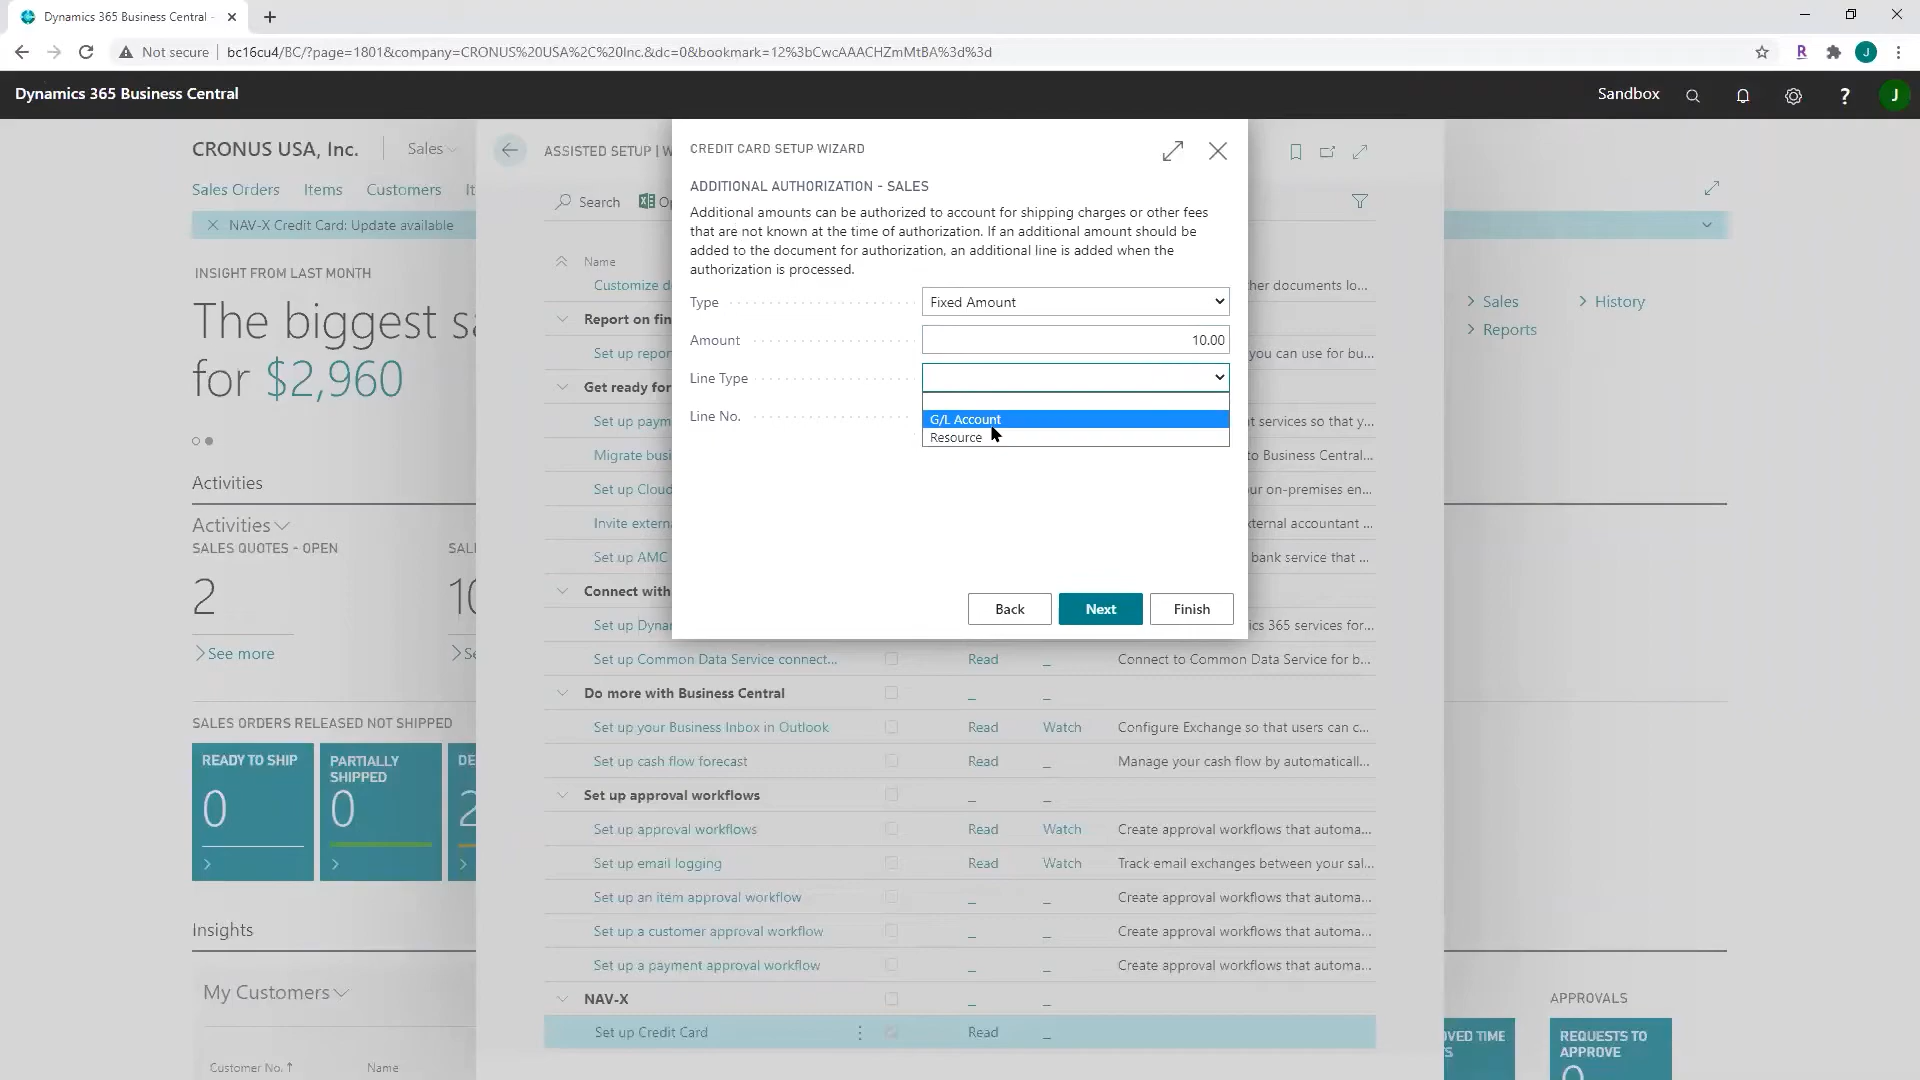 Dynamics 365 Business Central -
Not secure
bc16cu4/BC/?page=1801&company=CRONUS%20USA%2C%20Inc.&dc=0&bookmark=12%3bCwcAAACHZmMtBA%3d%3d
R
J
Dynamics 365 Business Central
Sandbox
?
J
CRONUS USA, Inc.
Sales
Sales Orders
Items
Customers
NAV-X Credit Card: Update available
INSIGHT FROM LAST MONTH
The biggest s
for $2,960
Activities
Activities
SALES QUOTES - OPEN
2
See more
SALES ORDERS RELEASED NOT SHIPPED
READY TO SHIP
0
PARTIALLY
SHIPPED
0
DE
2
Insights
My Customers
Customer No.↑
Name
ASSISTED SETUP | W
Search
Name
Customize d
her documents lo...
Report on fin
Set up repor
you can use for bu...
Get ready for
Set up paym
t services so that y...
Migrate busi
to Business Central...
Set up Cloud
ur on-premises en...
Invite extern
xternal accountant ...
Set up AMC
bank service that ...
Connect with
Set up Dyna
ics 365 services for...
Set up Common Data Service connect...
Read
Connect to Common Data Service for b...
Do more with Business Central
Set up your Business Inbox in Outlook
Read
Watch
Configure Exchange so that users can c...
Set up cash flow forecast
Read
Manage your cash flow by automaticall...
Set up approval workflows
Set up approval workflows
Read
Watch
Create approval workflows that automa...
Set up email logging
Read
Watch
Track email exchanges between your sal...
Set up an item approval workflow
Create approval workflows that automa...
Set up a customer approval workflow
Create approval workflows that automa...
Set up a payment approval workflow
Create approval workflows that automa...
NAV-X
Set up Credit Card
Read
CREDIT CARD SETUP WIZARD
ADDITIONAL AUTHORIZATION - SALES
Additional amounts can be authorized to account for shipping charges or other fees
that are not known at the time of authorization. If an additional amount should be
added to the document for authorization, an additional line is added when the
authorization is processed.
Type
Fixed Amount
Amount
10.00
Line Type
G/L Account
Resource
Line No.
Back
Next
Finish
Sales
History
Reports
APPROVALS
REQUESTS TO
APPROVE